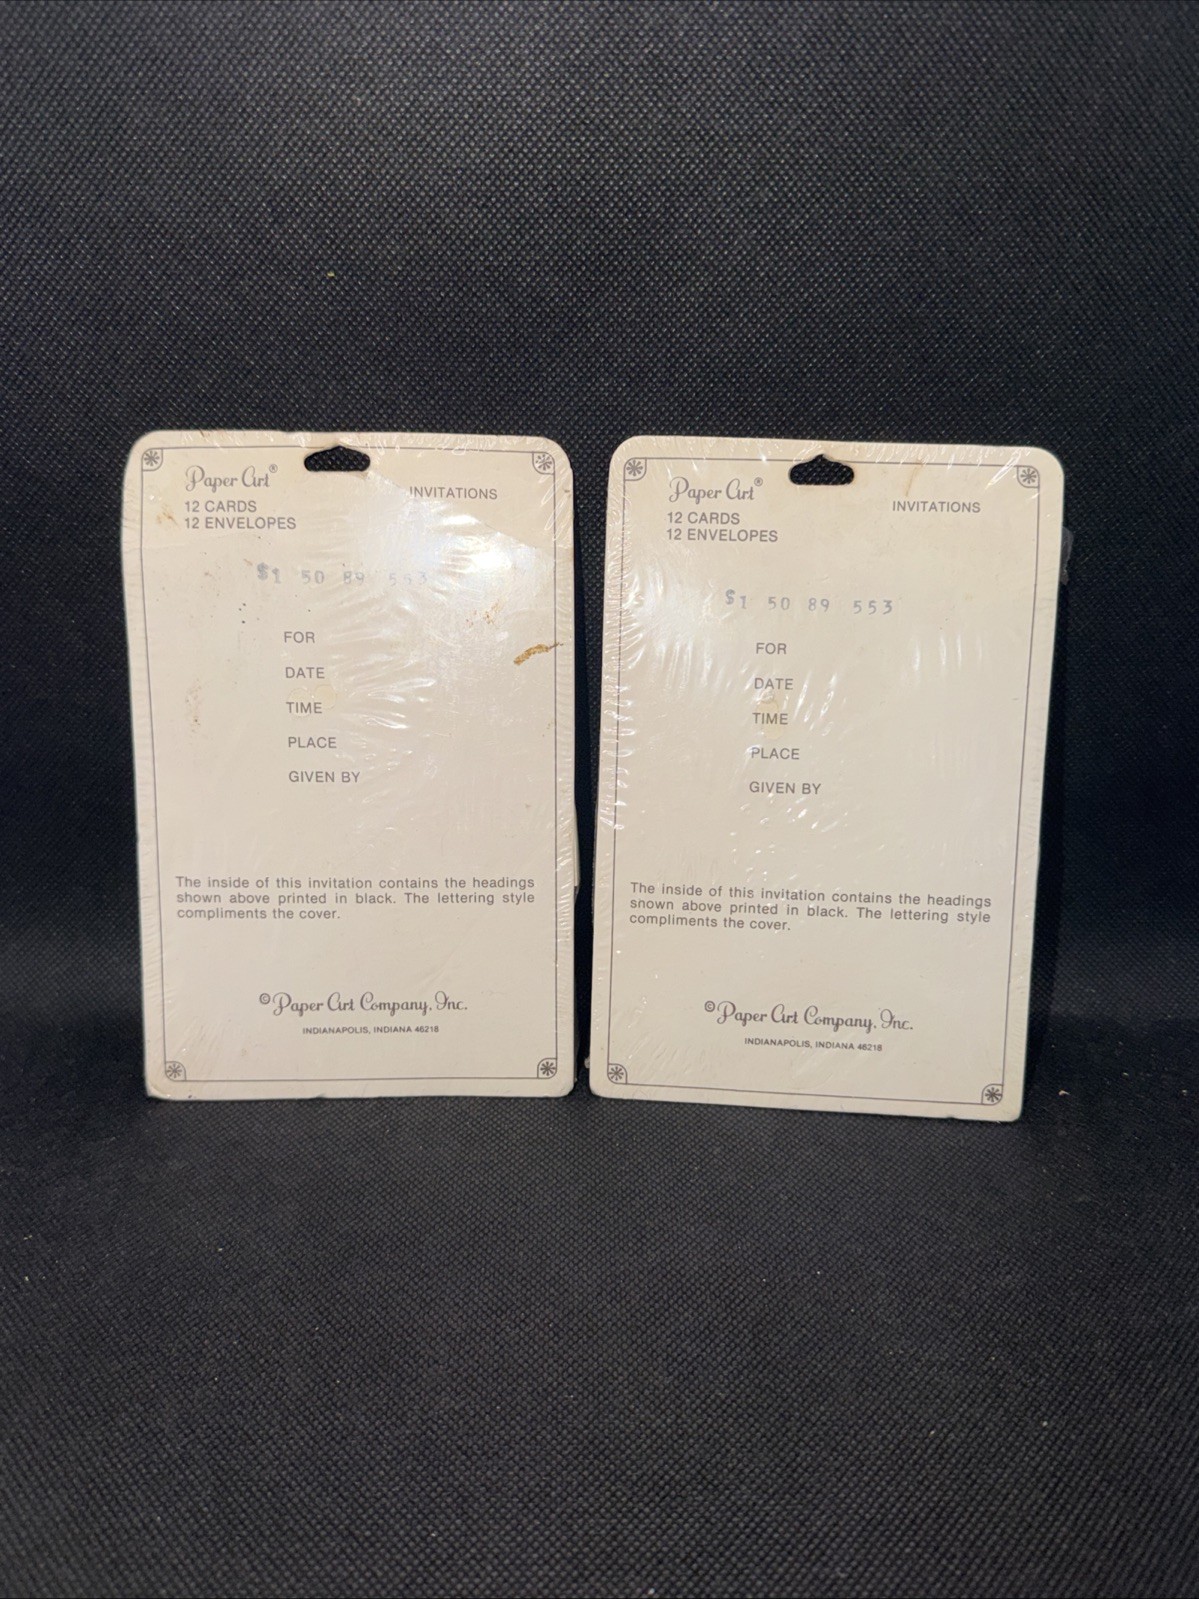 Paper Art®
INVITATIONS
12 CARDS
12 ENVELOPES
$1 50 89 553
FOR
DATE
TIME
PLACE
GIVEN BY
The inside of this invitation contains the headings
shown above printed in black. The lettering style
compliments the cover.
©Paper Art Company, Inc.
INDIANAPOLIS, INDIANA 46218
Paper Art®
INVITATIONS
12 CARDS
12 ENVELOPES
$1 50 89 553
FOR
DATE
TIME
PLACE
GIVEN BY
The inside of this invitation contains the headings
shown above printed in black. The lettering style
compliments the cover.
©Paper Art Company, Inc.
INDIANAPOLIS, INDIANA 46218